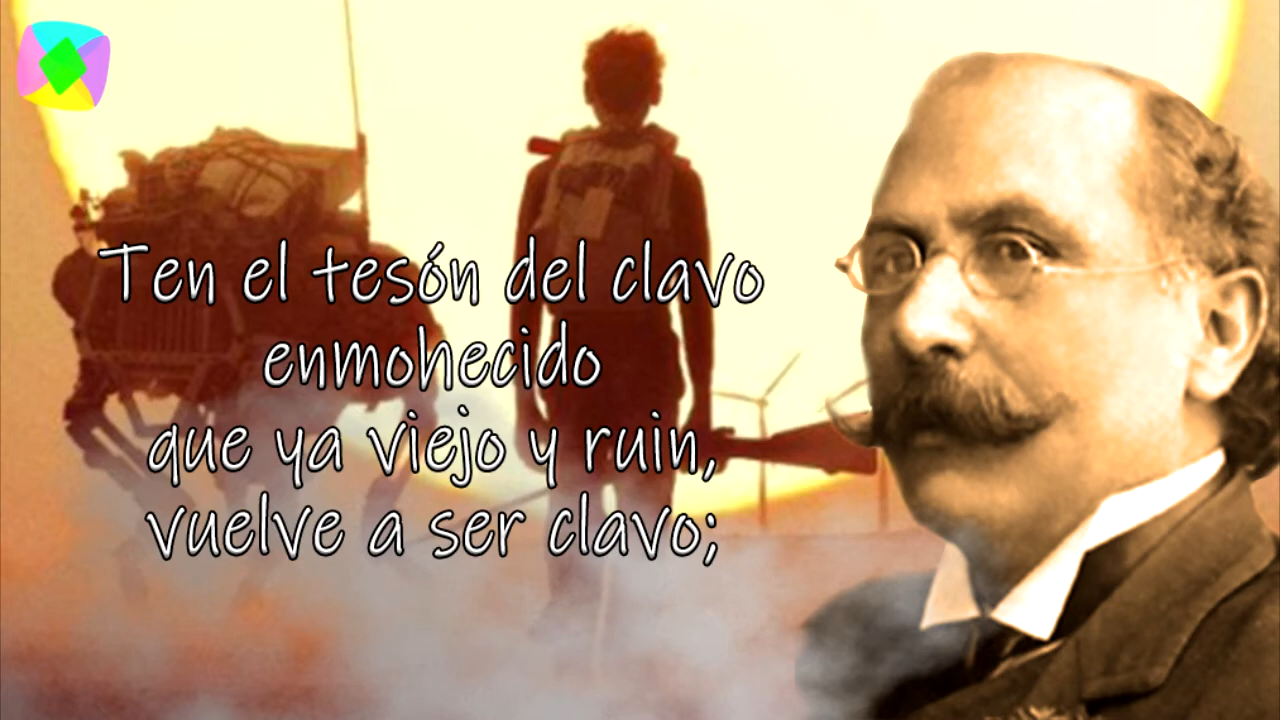 Ten el tesón del clavo
enmohecido
que ya viejo y ruin,
vuelve a ser clavo;